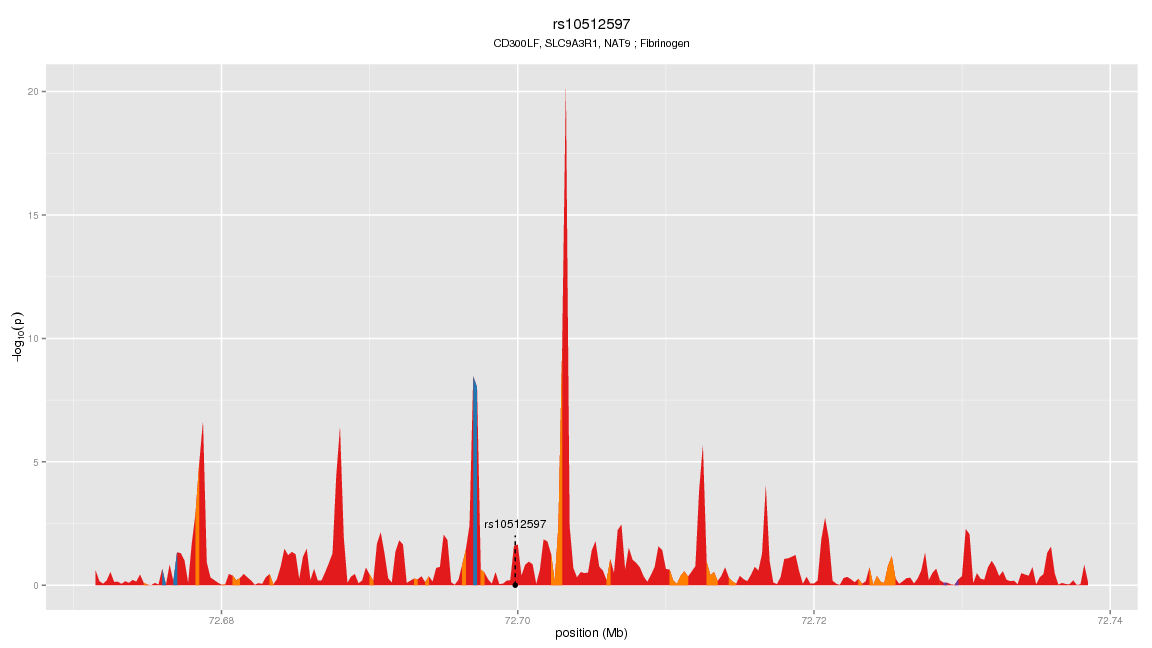 rs10512597
CD300LF, SLC9A3R1, NAT9 ; Fibrinogen
20
15
10
5
0
−log10(p)
rs10512597
72.68
72.70
72.72
72.74
position (Mb)